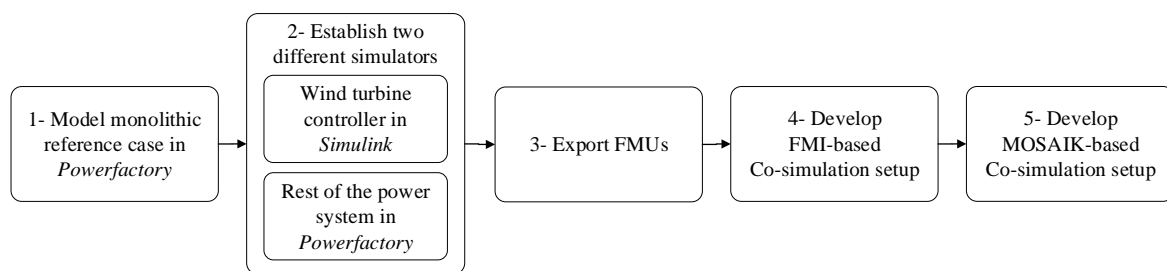 1- Model monolithic
reference case in
Powerfactory
2- Establish two
different simulators
Wind turbine
controller in
Simulink
Rest of the power
system in
Powerfactory
3- Export FMUs
4- Develop
FMI-based
Co-simulation setup
5- Develop
MOSAIK-based
Co-simulation setup